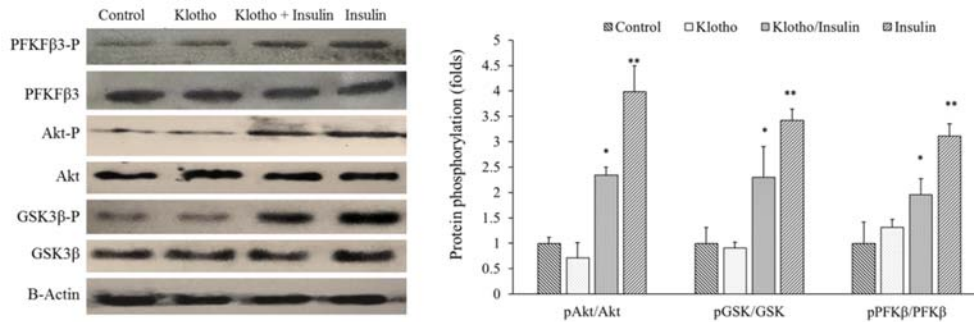 Control Klotho Klotho + Insulin Insulin
PFKFβ3-P
PFKFβ3
Akt-P
Akt
GSK3β-P
GSK3β
B-Actin
Control Klotho Klotho/Insulin Insulin
Protein phosphorylation (folds)
5
4.5
4
3.5
3
2.5
2
1.5
1
0.5
0
* ** * ** * **
pAkt/Akt pGSK/GSK pPFKβ/PFKβ